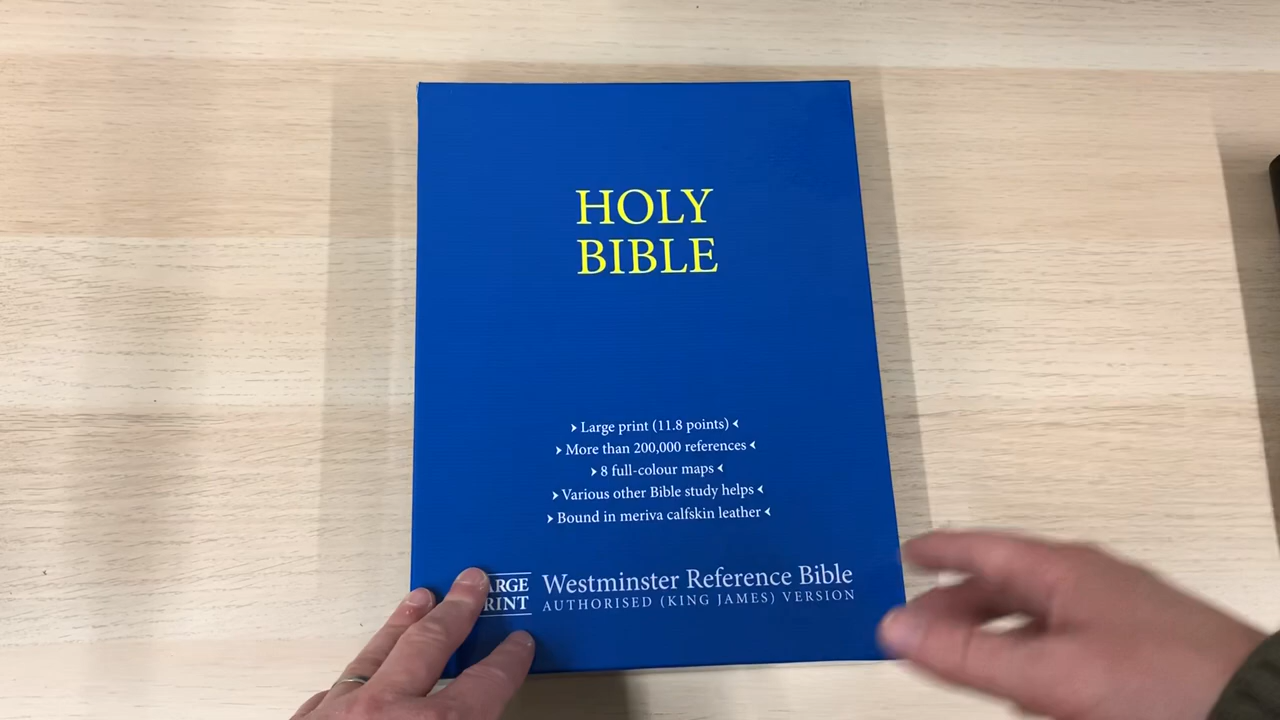 HOLY
BIBLE
Large print (11.8 points)
More than 200,000 references
8 full-colour maps
Various other Bible study helps
Bound in meriva calfskin leather
Westminster Reference Bible
AUTHORISED (KING JAMES) VERSION